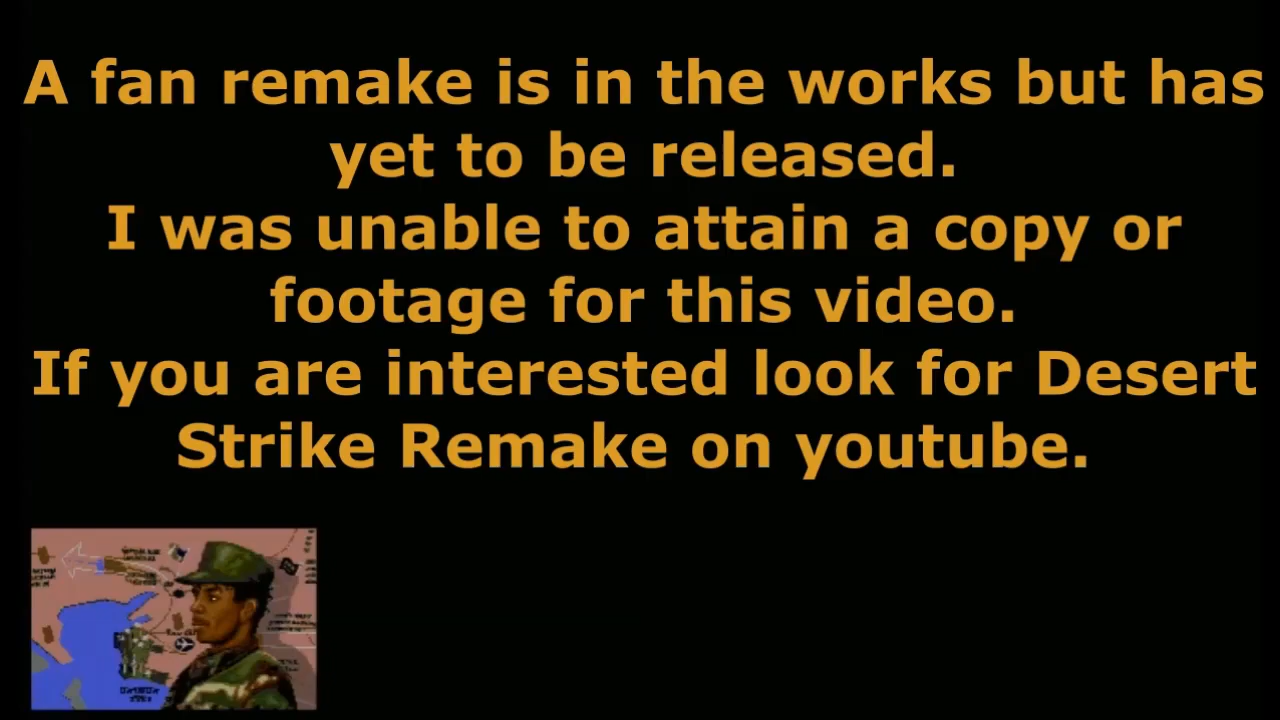 A fan remake is in the works but has
yet to be released.
I was unable to attain a copy or
footage for this video.
If you are interested look for Desert
Strike Remake on youtube.